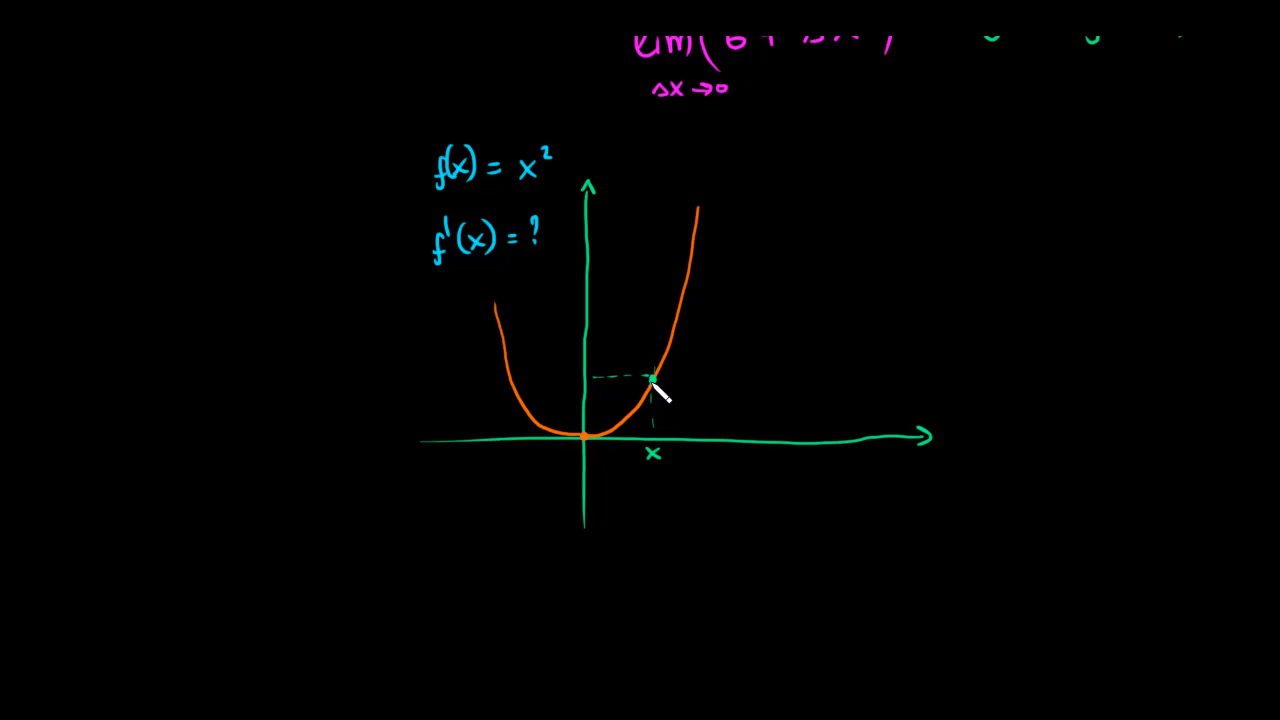 Δx → 0
f(x) = x²
f'(x) = ?
x